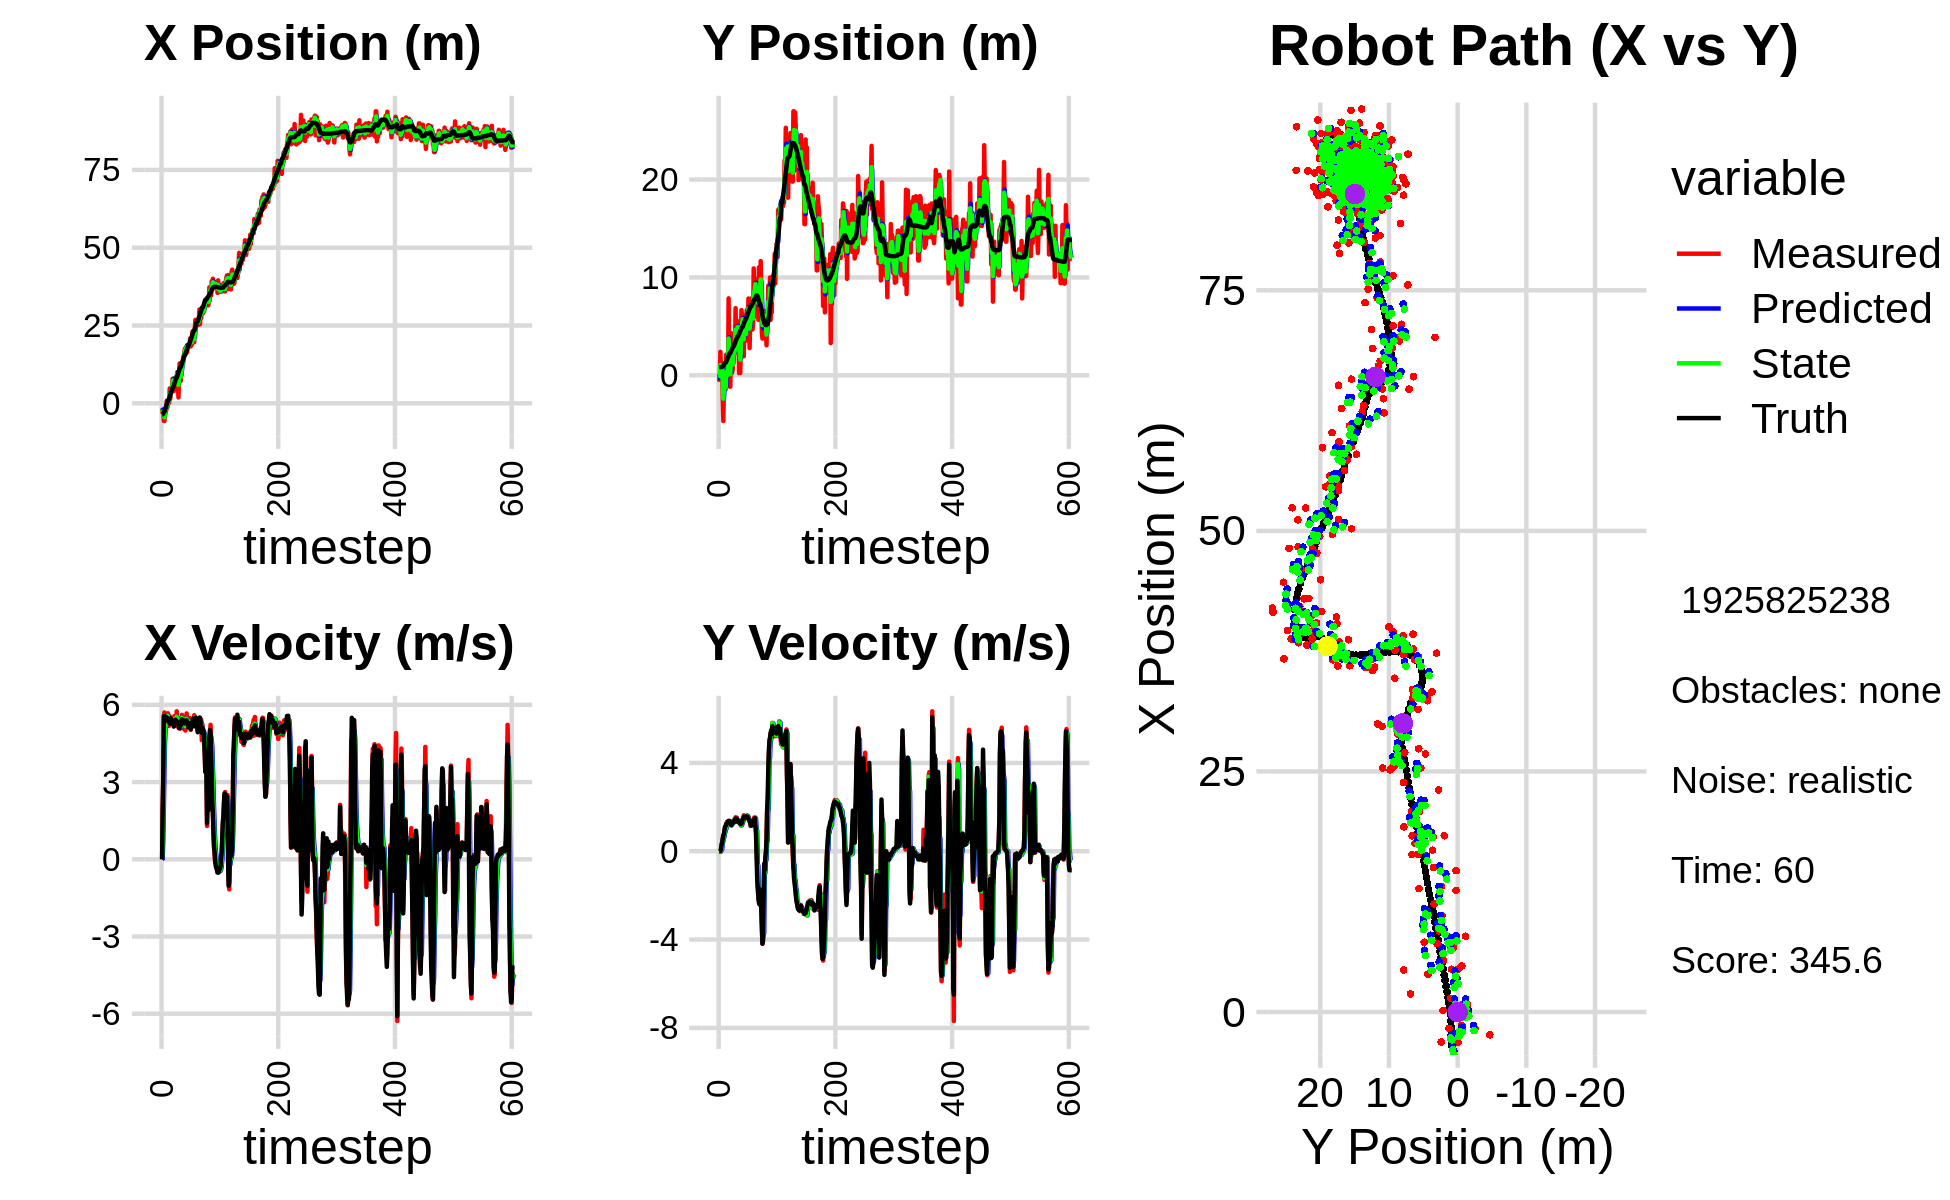 X Position (m)
75
50
25
0
0
200
400
600
timestep
Y Position (m)
20
10
0
0
200
400
600
timestep
X Velocity (m/s)
6
3
0
-3
-6
0
200
400
600
timestep
Y Velocity (m/s)
4
0
-4
-8
0
200
400
600
timestep
Robot Path (X vs Y)
X Position (m)
75
50
25
0
20 10 0 -10 -20
Y Position (m)
variable
Measured
Predicted
State
Truth
1925825238
Obstacles: none
Noise: realistic
Time: 60
Score: 345.6